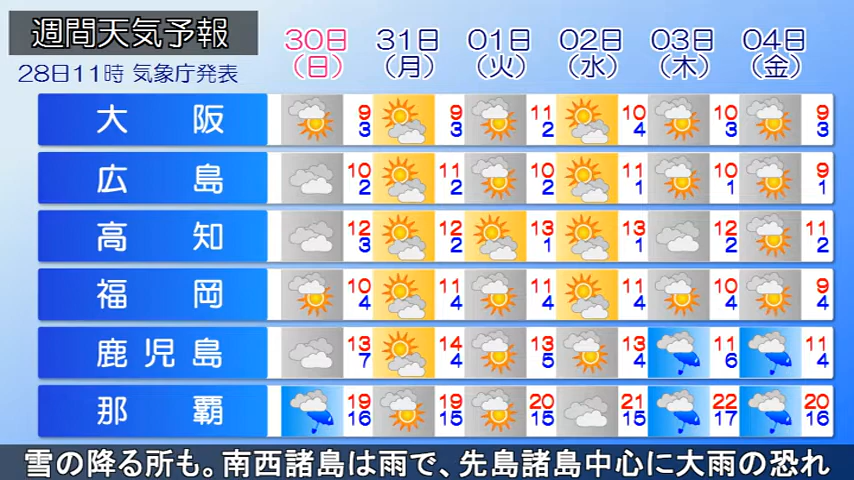 週間天気予報
28日11時 気象庁発表
30日 31日 01日 02日 03日 04日
（日） （月） （火） （水） （木） （金）
大阪 9 9 11 10 10 9
3 3 2 4 3 3
広島 10 11 10 11 10 9
2 2 2 1 1 1
高知 12 12 13 13 12 11
3 2 1 1 2 2
福岡 10 11 11 11 10 9
4 4 4 4 4 4
鹿児島 13 14 13 13 11 11
7 4 5 4 6 4
那覇 19 19 20 21 22 20
16 15 15 15 17 16
雪の降る所も。南西諸島は雨で、先島諸島中心に大雨の恐れ